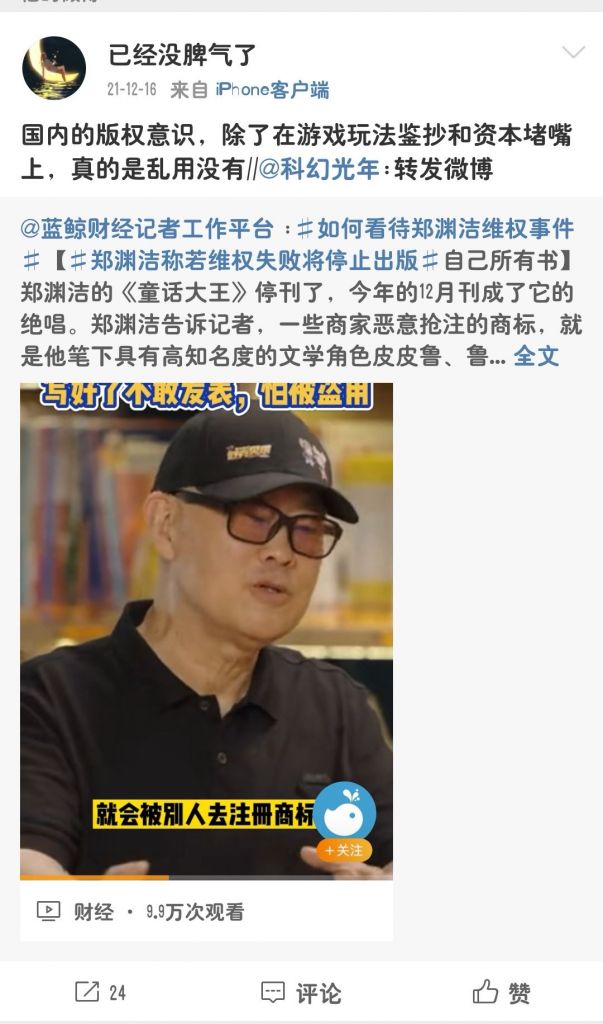 已经没脾气了
21-12-16 来自 iPhone客户端
国内的版权意识，除了在游戏玩法鉴抄和资本堵嘴
上，真的是乱用没有//@科幻光年:转发微博
@蓝鲸财经记者工作平台：#如何看待郑渊洁维权事件
#【#郑渊洁称若维权失败将停止出版#自己所有书】
郑渊洁的《童话大王》停刊了，今年的12月刊成了它的
绝唱。郑渊洁告诉记者，一些商家恶意抢注的商标，就
是他笔下具有高知名度的文学角色皮皮鲁、鲁... 全文
写好了不敢发表，怕被盗用
就会被别人去注册商标
+关注
财经 · 9.9万次观看
24 评论 赞